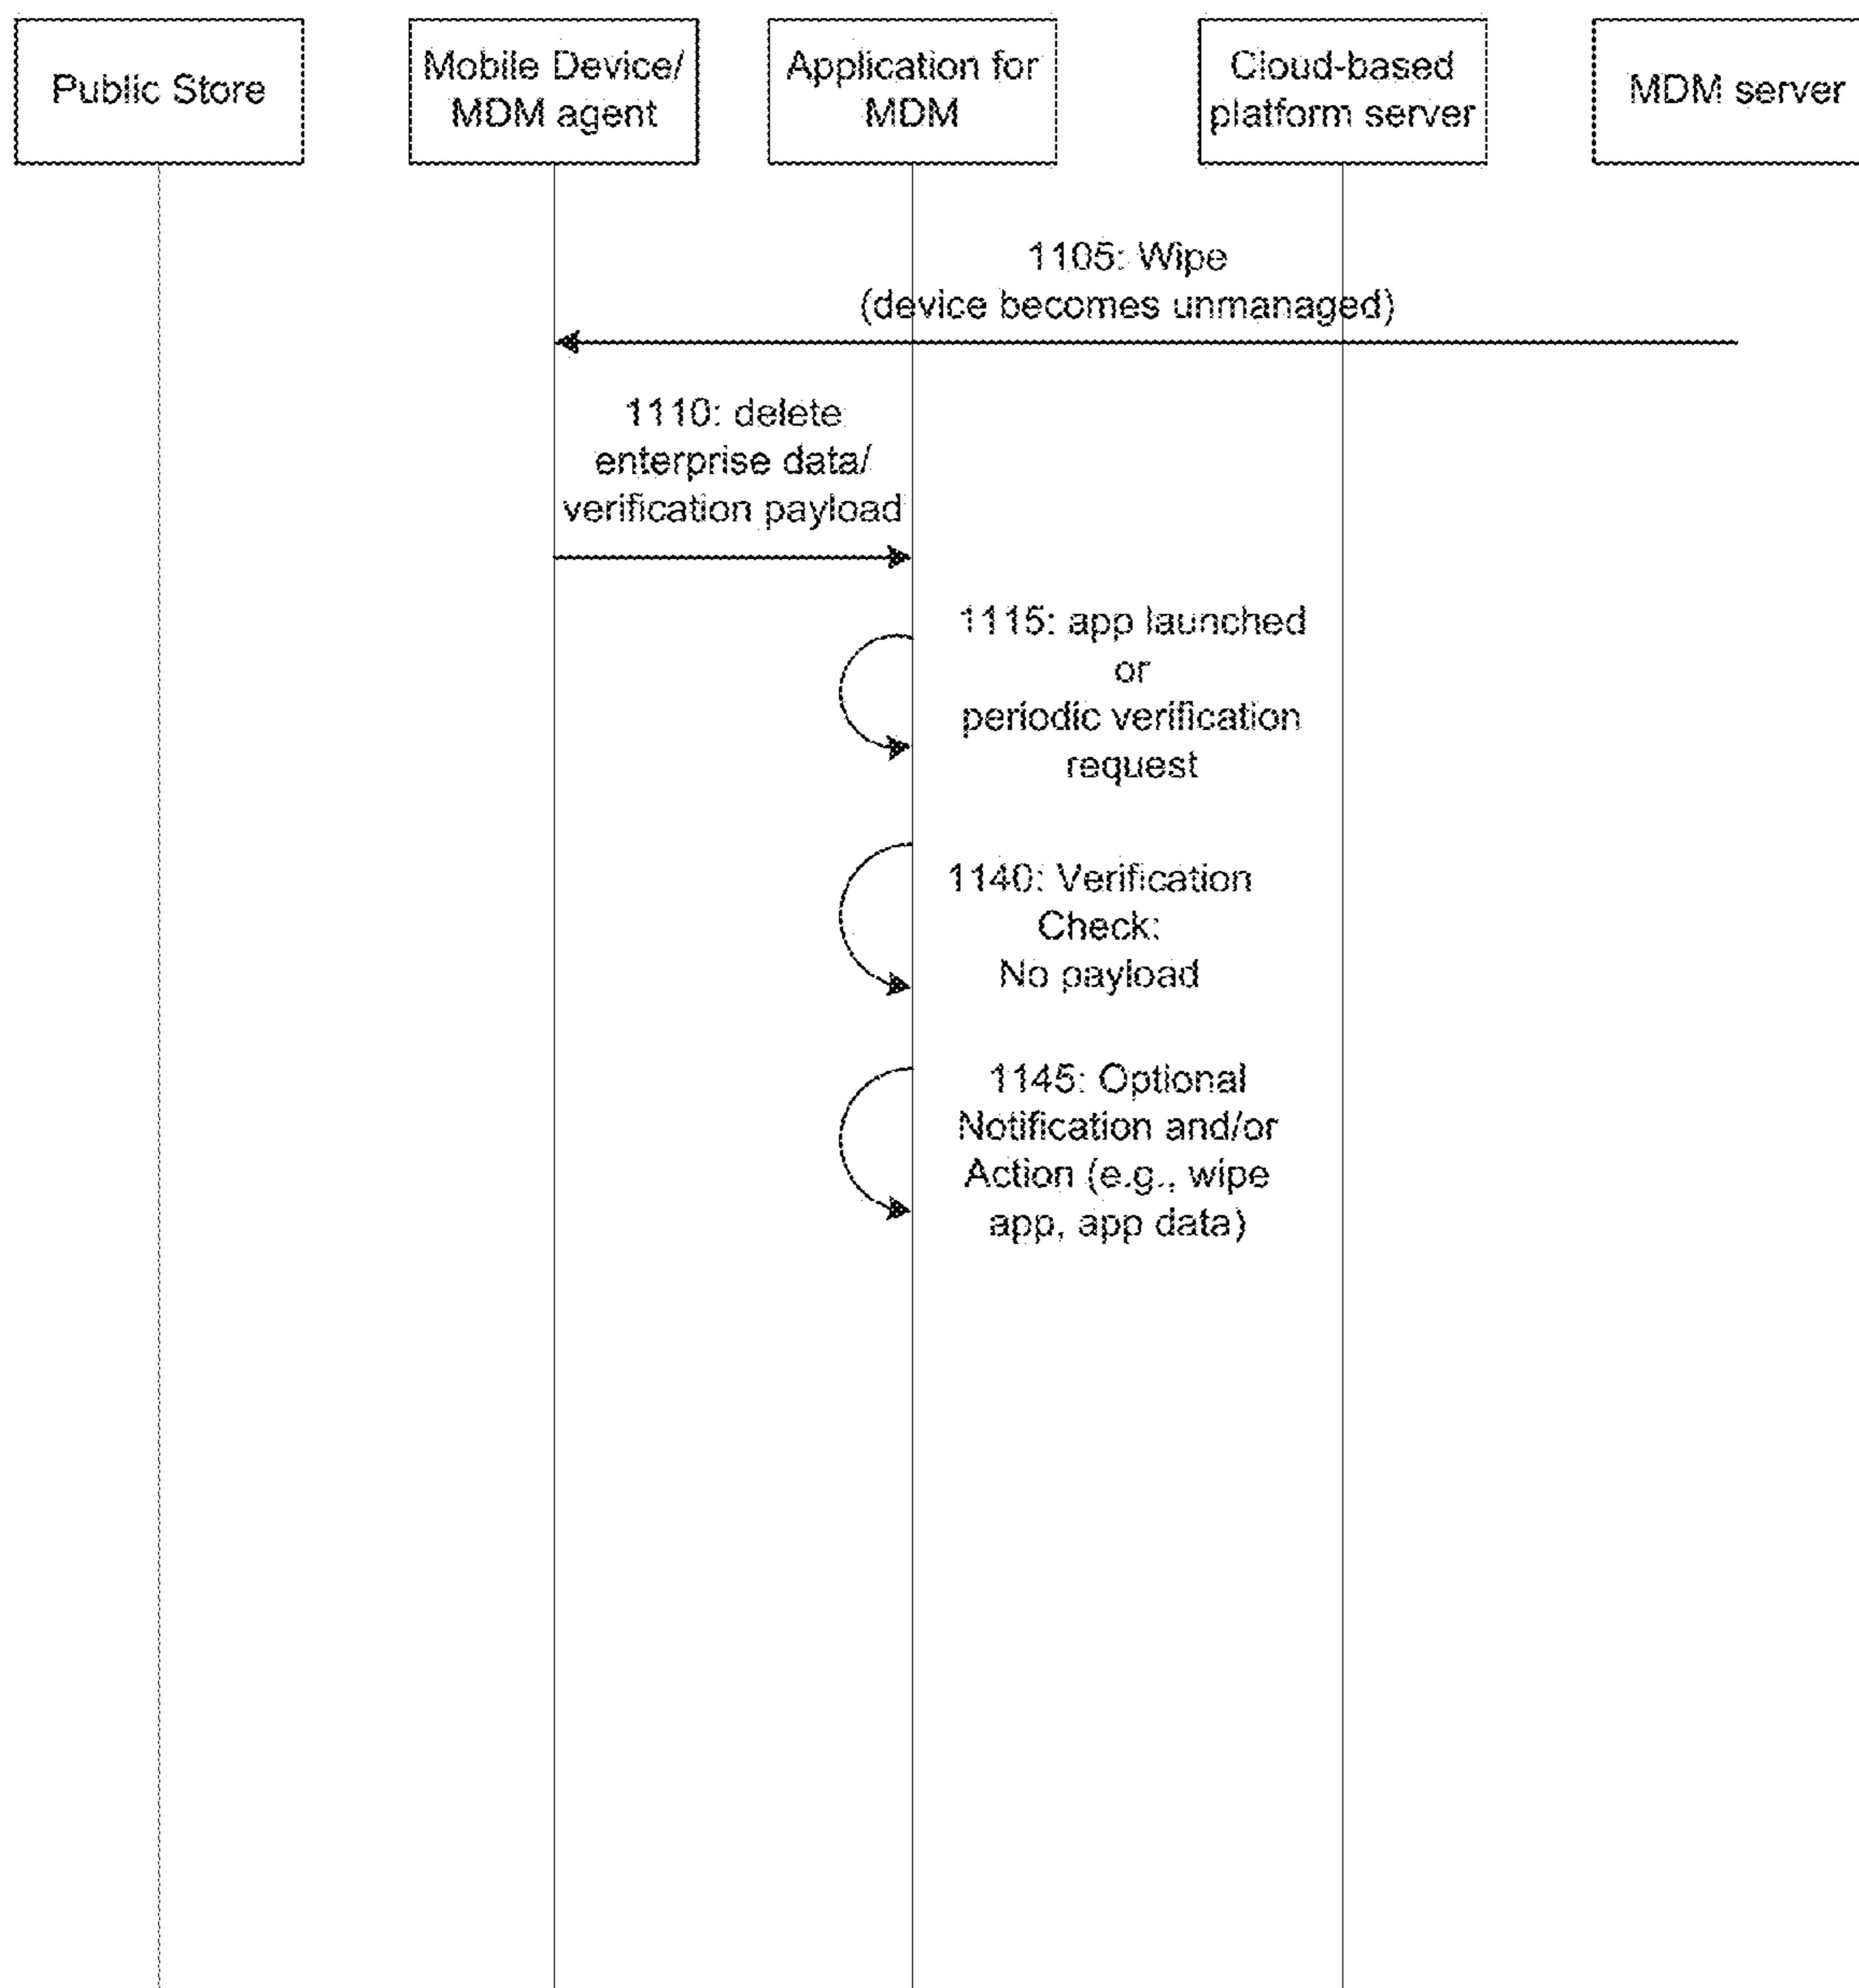 Public Store
Mobile Device/
MDM agent
Application for
MDM
Cloud-based
platform server
MDM server
1105: Wipe
(device becomes unmanaged)
1110: delete
enterprise data/
verification payload
1115: app launched
or
periodic verification
request
1140: Verification
Check:
No payload
1145: Optional
Notification and/or
Action (e.g., wipe
app, app data)